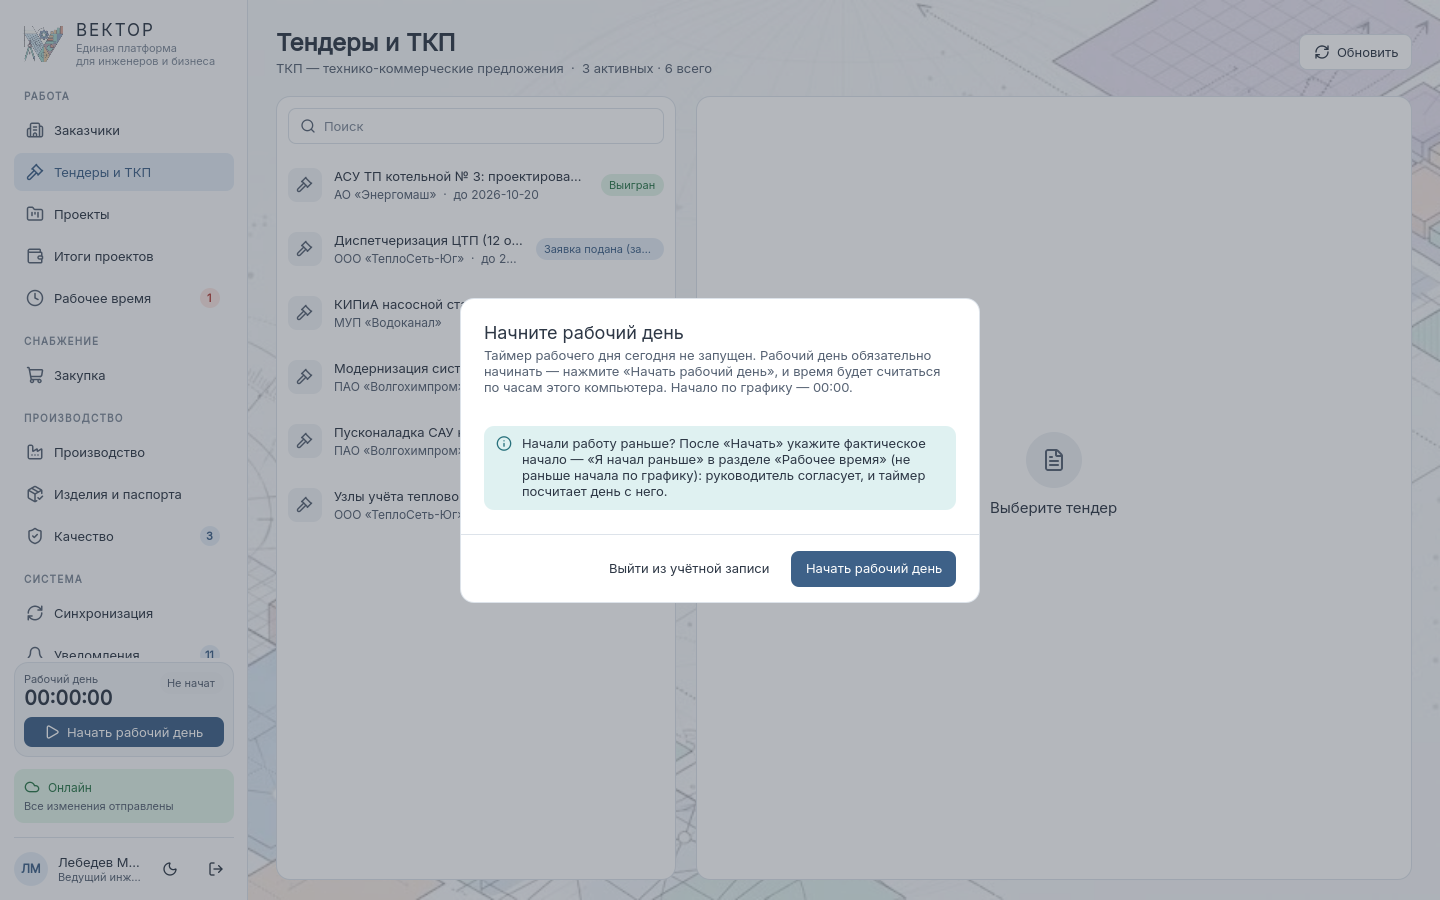 ВЕКТОР
Единая платформа
для инженеров и бизнеса
РАБОТА
Заказчики
Тендеры и ТКП
Проекты
Итоги проектов
Рабочее время 1
СНАБЖЕНИЕ
Закупка
ПРОИЗВОДСТВО
Производство
Изделия и паспорта
Качество 3
СИСТЕМА
Синхронизация
Уведомления 11
Рабочий день
Не начат
00:00:00
Начать рабочий день
Онлайн
Все изменения отправлены
ЛМ
Лебедев М...
Ведущий инж...
Тендеры и ТКП
ТКП — технико-коммерческие предложения · 3 активных · 6 всего
Обновить
Поиск
АСУ ТП котельной № 3: проектирова...
АО «Энергомаш» · до 2026-10-20
Выигран
Диспетчеризация ЦТП (12 о...
ООО «ТеплоСеть-Юг» · до 2...
Заявка подана (за...
КИПиА насосной
МУП «Водоканал»
Модернизация
ПАО «Волгохимпром»
Пусконаладка САУ
ПАО «Волгохимпром»
Узлы учёта
ООО «ТеплоСеть-Юг»
Выберите тендер
Начните рабочий день
Таймер рабочего дня сегодня не запущен. Рабочий день обязательно
начинать — нажмите «Начать рабочий день», и время будет считаться
по часам этого компьютера. Начало по графику — 00:00.
Начали работу раньше? После «Начать» укажите фактическое
начало — «Я начал раньше» в разделе «Рабочее время» (не
раньше начала по графику): руководитель согласует, и таймер
посчитает день с него.
Выйти из учётной записи
Начать рабочий день